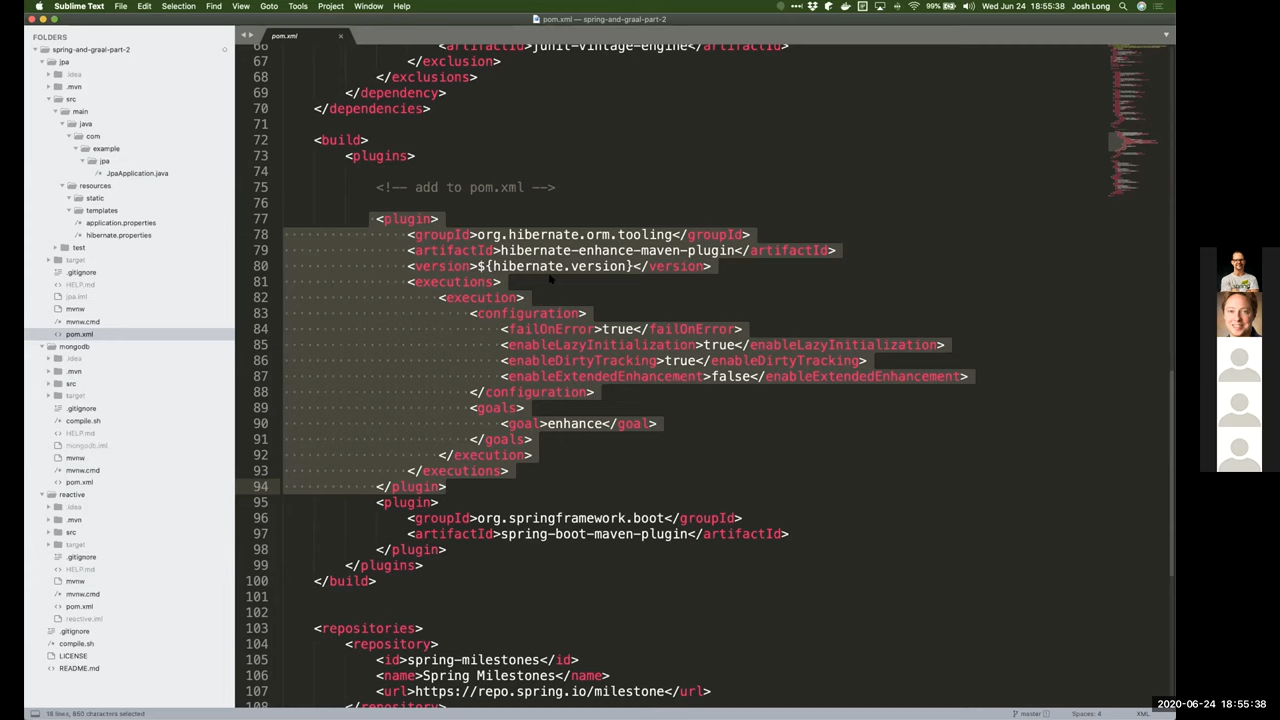 Sublime Text File Edit Selection Find View Goto Tools Project Window Help 99% Wed Jun 24 18:55:38 Josh Long
pom.xml — spring-and-graal-part-2
FOLDERS
spring-and-graal-part-2
jpa
.idea
.mvn
src
main
java
com
example
jpa
JpaApplication.java
resources
static
templates
application.properties
hibernate.properties
test
target
.gitignore
HELP.md
jpa.iml
mvnw
mvnw.cmd
pom.xml
mongodb
.idea
.mvn
src
target
.gitignore
compile.sh
HELP.md
mongodb.iml
mvnw
mvnw.cmd
pom.xml
reactive
.idea
.mvn
src
target
.gitignore
HELP.md
mvnw
mvnw.cmd
pom.xml
reactive.iml
.gitignore
compile.sh
LICENSE
README.md
pom.xml
66 <artifactId>junit-vintage-engine</artifactId>
67 </exclusion>
68 </exclusions>
69 </dependency>
70 </dependencies>
71
72 <build>
73 <plugins>
74
75 <!-- add to pom.xml -->
76
77 <plugin>
78 <groupId>org.hibernate.orm.tooling</groupId>
79 <artifactId>hibernate-enhance-maven-plugin</artifactId>
80 <version>${hibernate.version}</version>
81 <executions>
82 <execution>
83 <configuration>
84 <failOnError>true</failOnError>
85 <enableLazyInitialization>true</enableLazyInitialization>
86 <enableDirtyTracking>true</enableDirtyTracking>
87 <enableExtendedEnhancement>false</enableExtendedEnhancement>
88 </configuration>
89 <goals>
90 <goal>enhance</goal>
91 </goals>
92 </execution>
93 </executions>
94 </plugin>
95 <plugin>
96 <groupId>org.springframework.boot</groupId>
97 <artifactId>spring-boot-maven-plugin</artifactId>
98 </plugin>
99 </plugins>
100 </build>
101
102
103 <repositories>
104 <repository>
105 <id>spring-milestones</id>
106 <name>Spring Milestones</name>
107 <url>https://repo.spring.io/milestone</url>
108 </repository>
18 lines, 850 characters selected
master Spaces: 4 XML
2020-06-24 18:55:38